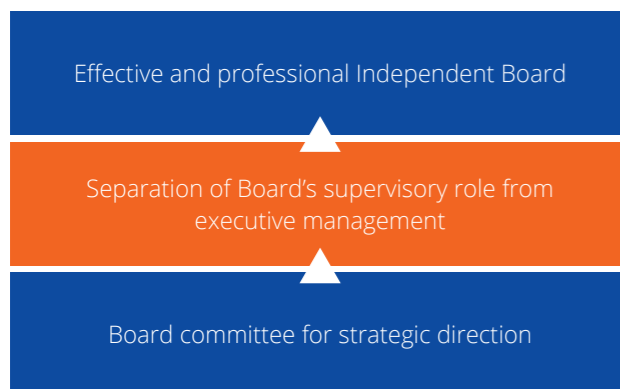 Effective and professional Independent Board
Separation of Board’s supervisory role from
executive management
Board committee for strategic direction